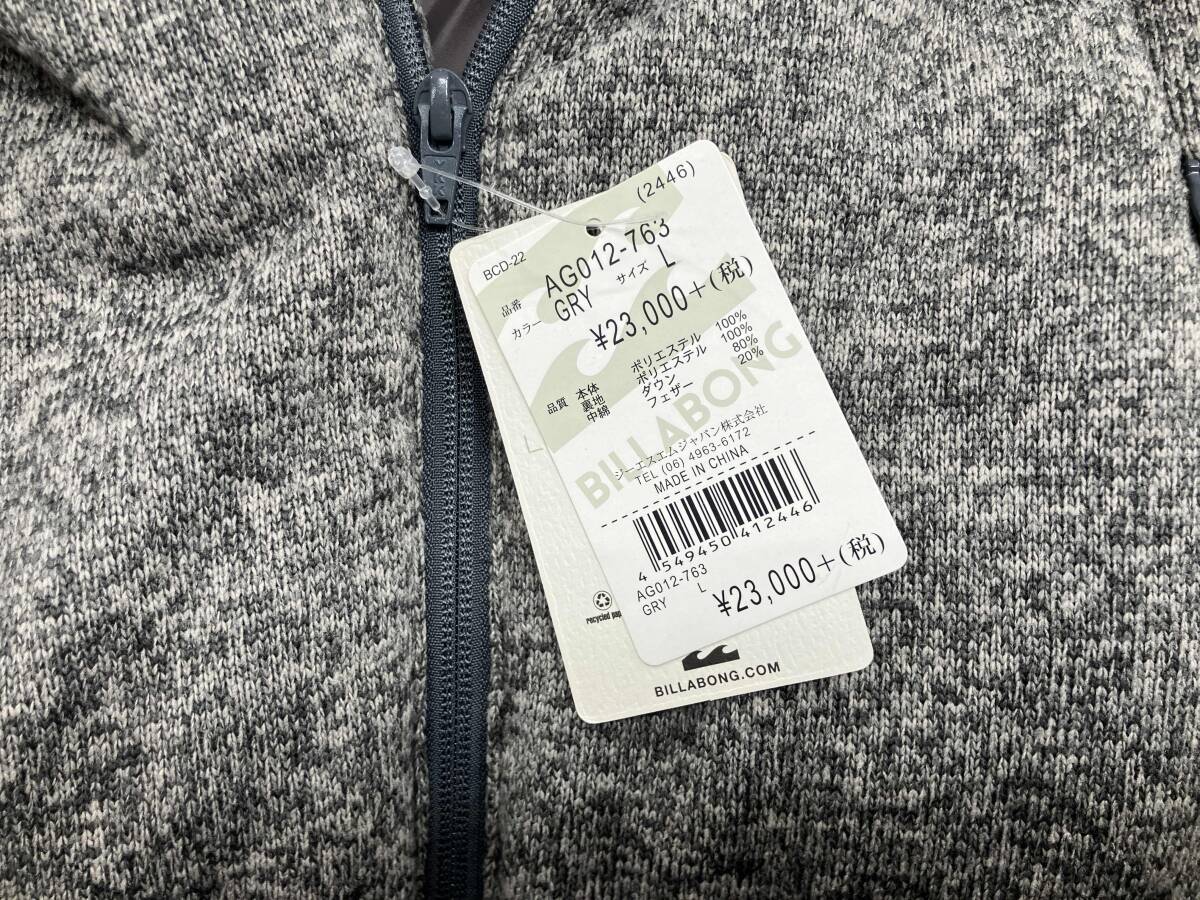 (2446)
BCD-22
品番 AG012-763
カラー GRY サイズ L
¥23,000+(税)
品質 本体 ポリエステル 100%
裏地 ポリエステル 100%
中綿 ダウン 80%
フェザー 20%
BILLABONG
ジーエスエムジャパン株式会社
TEL (06) 4963-6172
MADE IN CHINA
4 549450 412446
AG012-763
GRY L
¥23,000+(税)
L
recycled pap
BILLABONG.COM
YKK